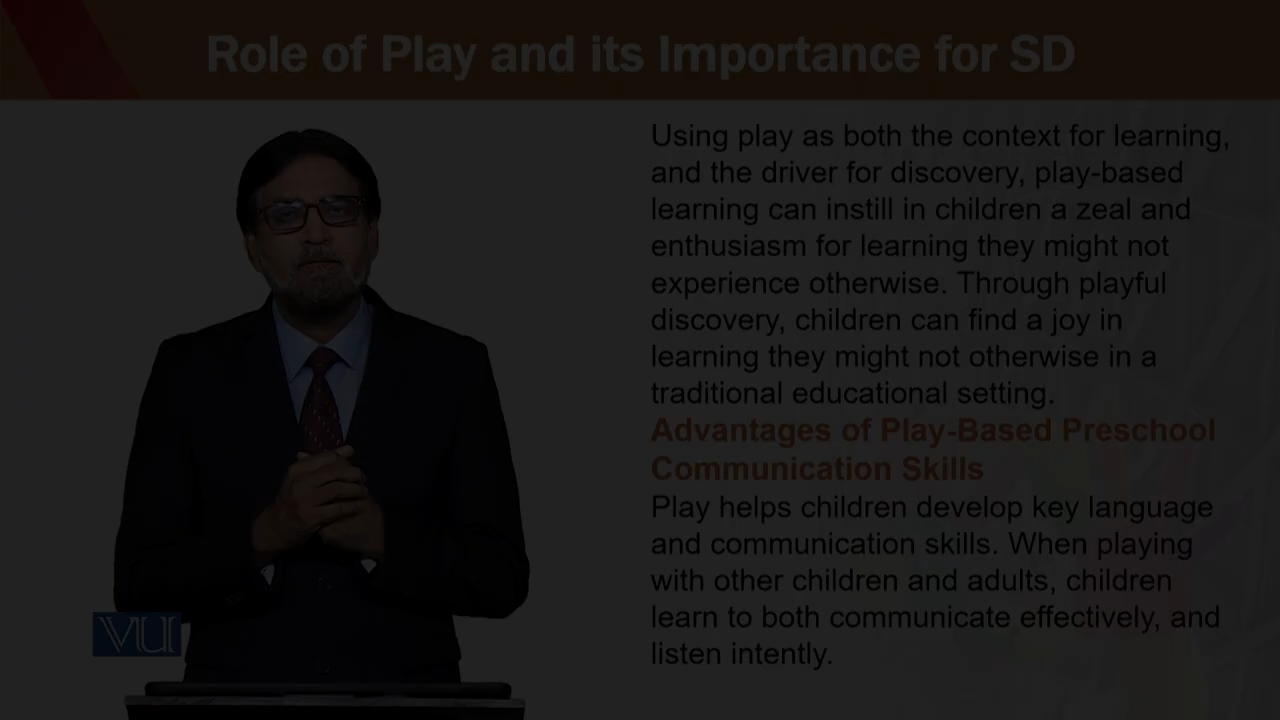 Role of Play and its Importance for SD
Using play as both the context for learning,
and the driver for discovery, play-based
learning can instill in children a zeal and
enthusiasm for learning they might not
experience otherwise. Through playful
discovery, children can find a joy in
learning they might not otherwise in a
traditional educational setting.
Advantages of Play-Based Preschool
Communication Skills
Play helps children develop key language
and communication skills. When playing
with other children and adults, children
learn to both communicate effectively, and
listen intently.
VU